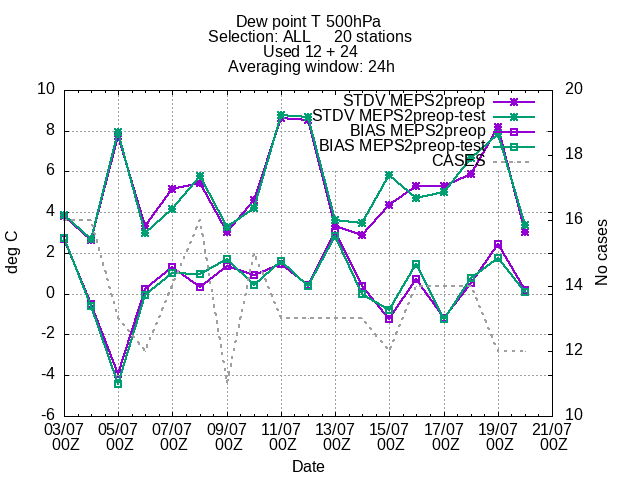 Dew point T 500hPa
Selection: ALL 20 stations
Used 12 + 24
Averaging window: 24h
STDV MEPS2preop
STDV MEPS2preop-test
BIAS MEPS2preop
BIAS MEPS2preop-test
CASES
10
8
6
4
2
0
-2
-4
-6
deg C
20
18
16
14
12
10
No cases
03/07 05/07 07/07 09/07 11/07 13/07 15/07 17/07 19/07 21/07
00Z 00Z 00Z 00Z 00Z 00Z 00Z 00Z 00Z 00Z
Date